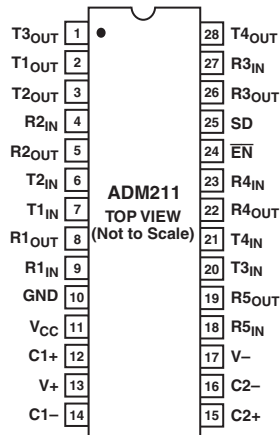 T3OUT 1 28 T4OUT
T1OUT 2 27 R3IN
T2OUT 3 26 R3OUT
R2IN 4 25 SD
R2OUT 5 24 EN
T2IN 6 23 R4IN
T1IN 7 22 R4OUT
R1OUT 8 21 T4IN
R1IN 9 20 T3IN
GND 10 19 R5OUT
VCC 11 18 R5IN
C1+ 12 17 V–
V+ 13 16 C2–
C1– 14 15 C2+
ADM211
TOP VIEW
(Not to Scale)